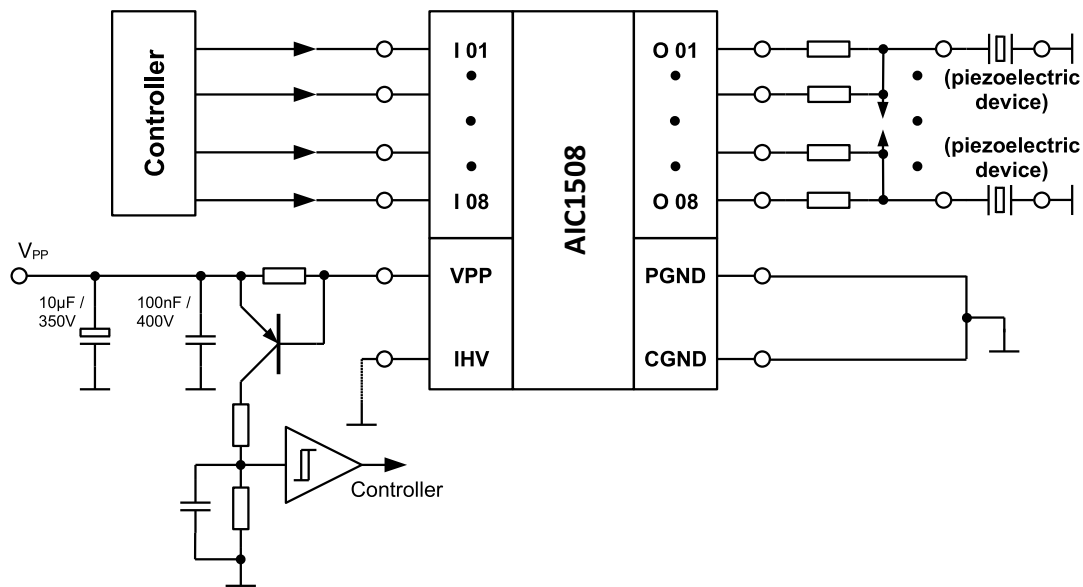 Controller
I 01
I 08
AIC1508
O 01
O 08
(piezoelectric
device)
(piezoelectric
device)
VPP
10µF /
350V
100nF /
400V
VPP
IHV
PGND
CGND
Controller